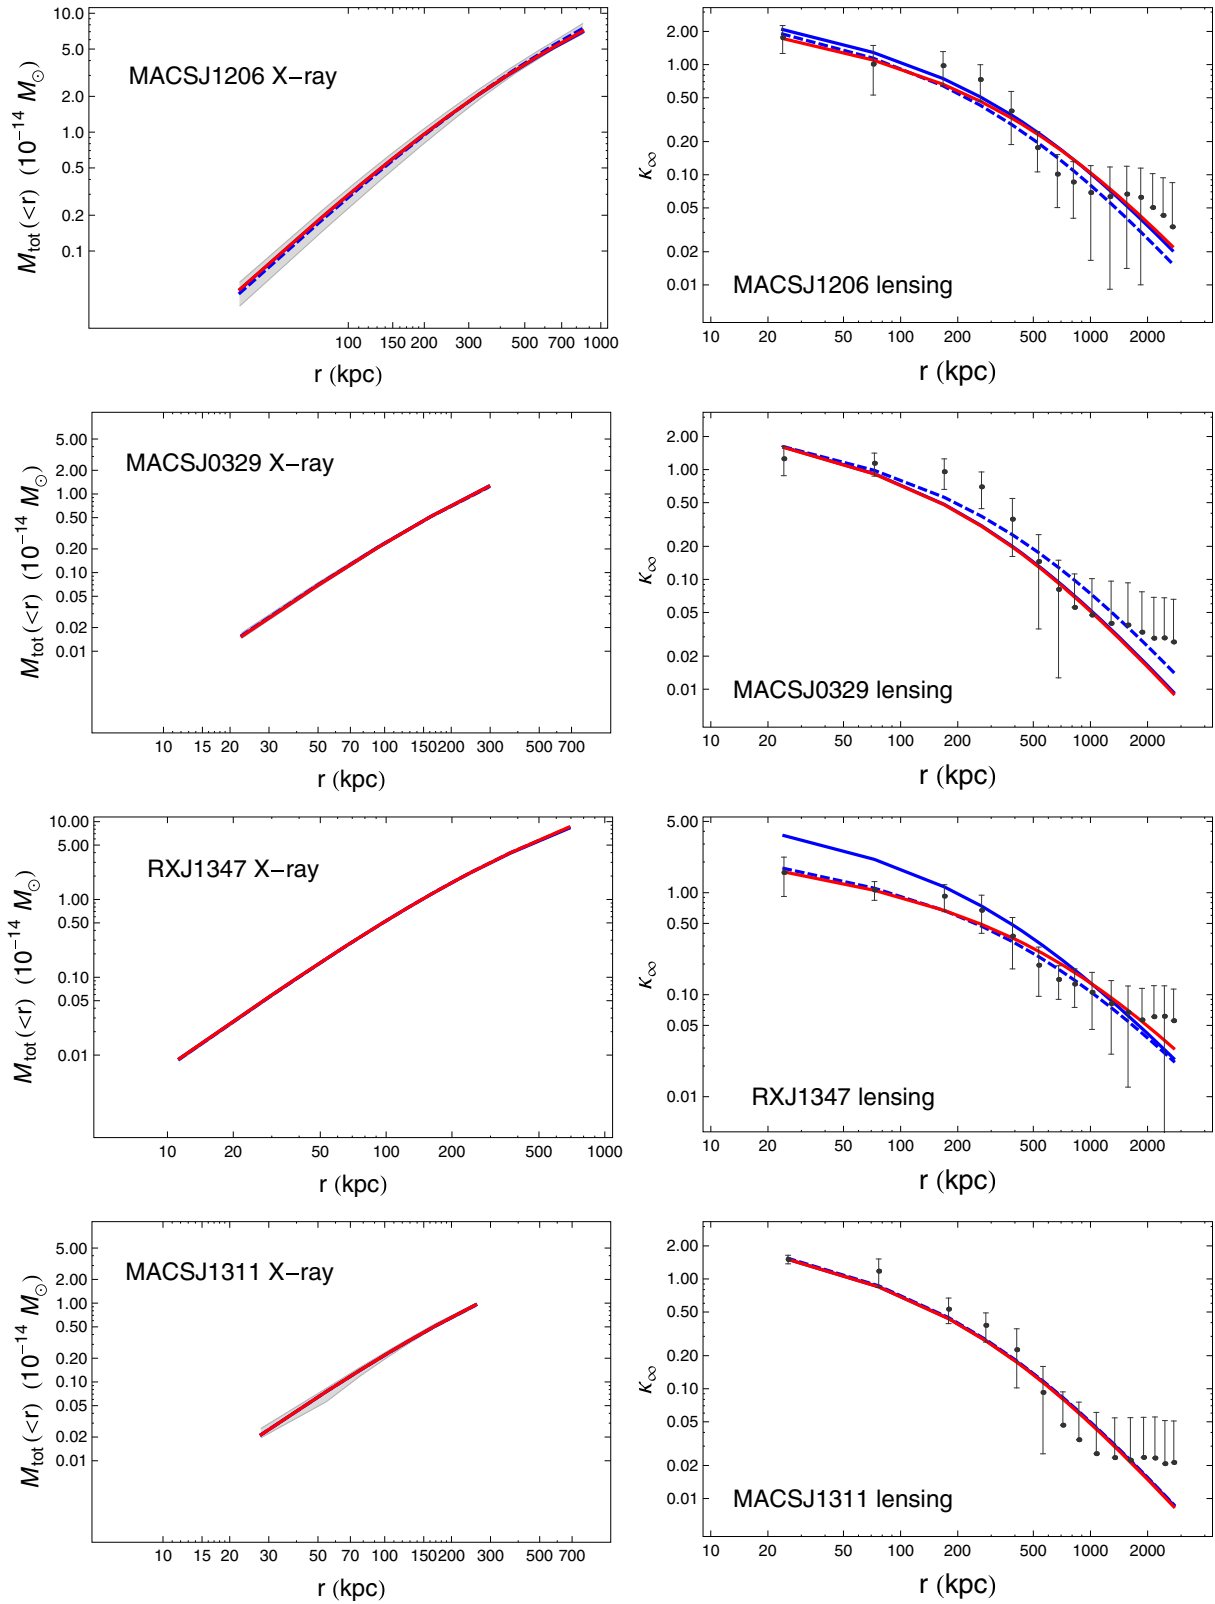 MACSJ1206 X−ray
M_tot(<r) (10^−14 M_⊙)
5.0
2.0
1.0
0.5
0.2
0.1
100 150 200 300 500 700 1000
r (kpc)
MACSJ1206 lensing
κ_∞
2.00
1.00
0.50
0.20
0.10
0.05
0.02
0.01
10 20 50 100 200 500 1000 2000
r (kpc)
MACSJ0329 X−ray
M_tot(<r) (10^−14 M_⊙)
5.00
2.00
1.00
0.50
0.20
0.10
0.05
0.02
0.01
10 15 20 30 50 70 100 150 200 300 500 700
r (kpc)
MACSJ0329 lensing
κ_∞
2.00
1.00
0.50
0.20
0.10
0.05
0.02
0.01
10 20 50 100 200 500 1000 2000
r (kpc)
RXJ1347 X−ray
M_tot(<r) (10^−14 M_⊙)
10.00
5.00
1.00
0.50
0.10
0.05
0.01
10 20 50 100 200 500 1000
r (kpc)
RXJ1347 lensing
κ_∞
5.00
1.00
0.50
0.10
0.05
0.01
10 20 50 100 200 500 1000 2000
r (kpc)
MACSJ1311 X−ray
M_tot(<r) (10^−14 M_⊙)
5.00
2.00
1.00
0.50
0.20
0.10
0.05
0.02
0.01
10 15 20 30 50 70 100 150 200 300 500 700
r (kpc)
MACSJ1311 lensing
κ_∞
2.00
1.00
0.50
0.20
0.10
0.05
0.02
0.01
10 20 50 100 200 500 1000 2000
r (kpc)